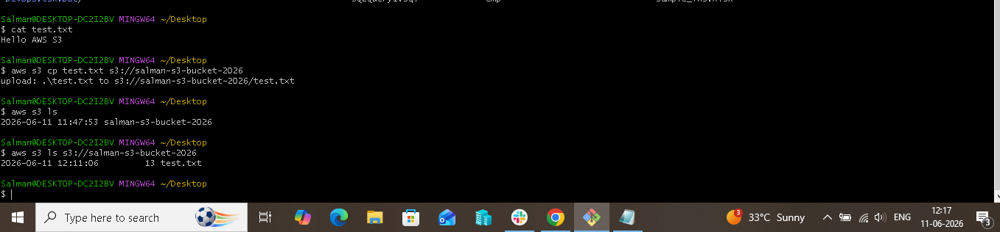 Salman@DESKTOP-DC2I2BV MINGW64 ~/Desktop
$ cat test.txt
Hello AWS S3
Salman@DESKTOP-DC2I2BV MINGW64 ~/Desktop
$ aws s3 cp test.txt s3://salman-s3-bucket-2026
upload: .\test.txt to s3://salman-s3-bucket-2026/test.txt
Salman@DESKTOP-DC2I2BV MINGW64 ~/Desktop
$ aws s3 ls
2026-06-11 11:47:53 salman-s3-bucket-2026
Salman@DESKTOP-DC2I2BV MINGW64 ~/Desktop
$ aws s3 ls s3://salman-s3-bucket-2026
2026-06-11 12:11:06         13 test.txt
Salman@DESKTOP-DC2I2BV MINGW64 ~/Desktop
$
Type here to search
3
33°C Sunny
ENG
12:17
11-06-2026
3